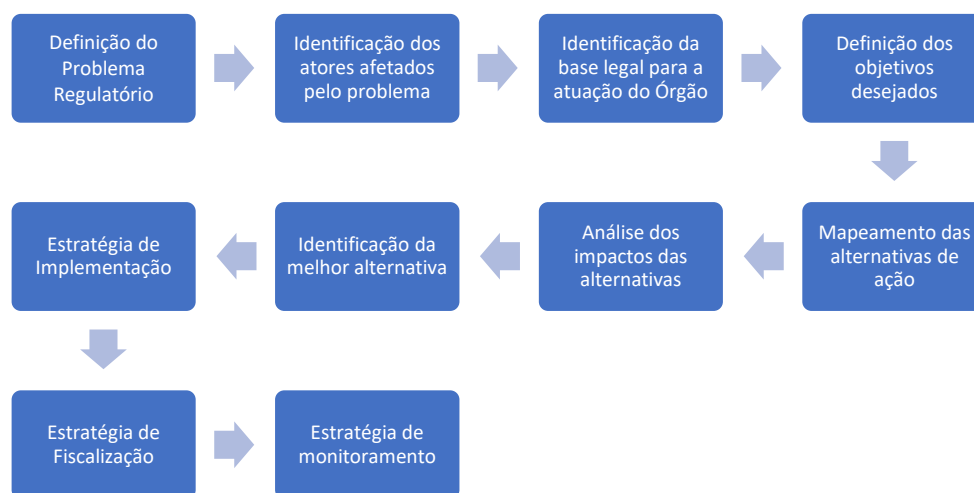 Definição do
Problema
Regulatório
Identificação dos
atores afetados
pelo problema
Identificação da
base legal para a
atuação do Órgão
Definição dos
objetivos
desejados
Mapeamento das
alternativas de
ação
Análise dos
impactos das
alternativas
Identificação da
melhor alternativa
Estratégia de
Implementação
Estratégia de
Fiscalização
Estratégia de
monitoramento